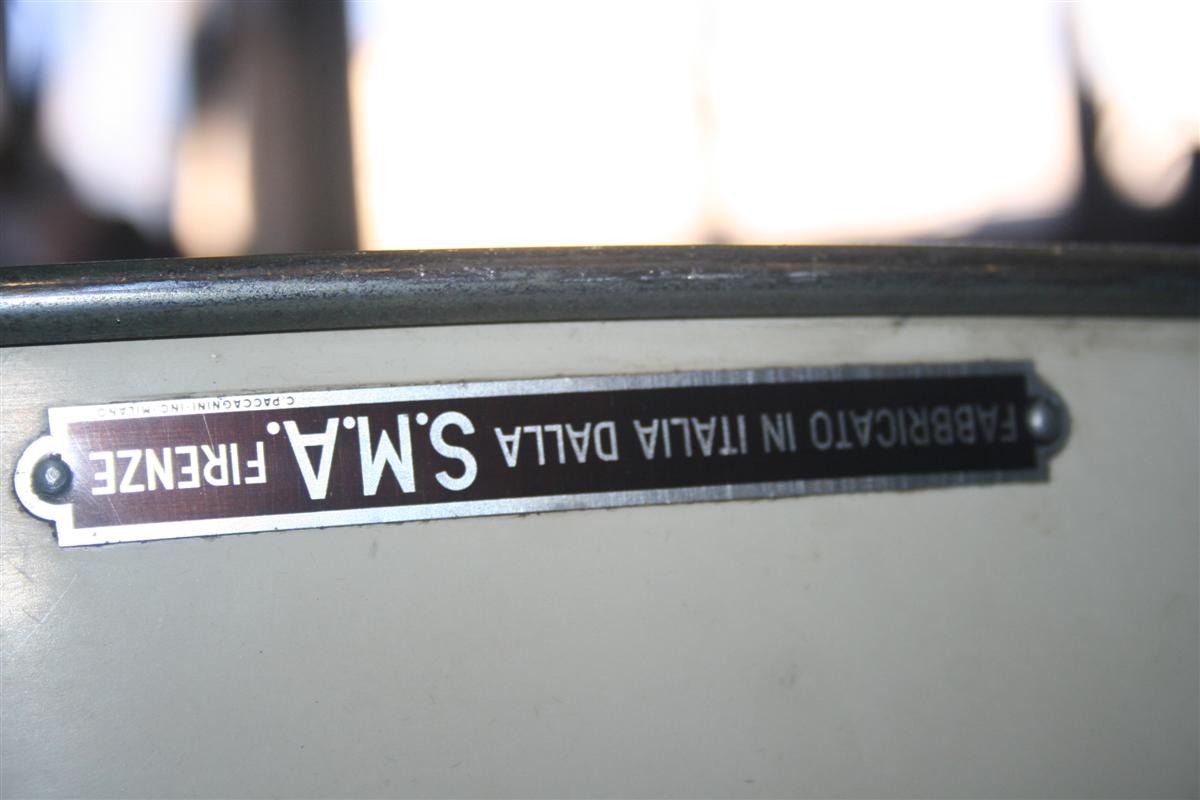 FABBRICATO IN ITALIA DALLA S.M.A. FIRENZE
C.PACCAGNINI-INC-MILANO